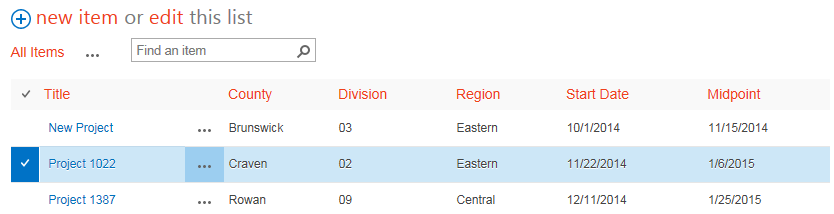 new item or edit this list
All Items ... Find an item
Title County Division Region Start Date Midpoint
New Project ... Brunswick 03 Eastern 10/1/2014 11/15/2014
Project 1022 ... Craven 02 Eastern 11/22/2014 1/6/2015
Project 1387 ... Rowan 09 Central 12/11/2014 1/25/2015